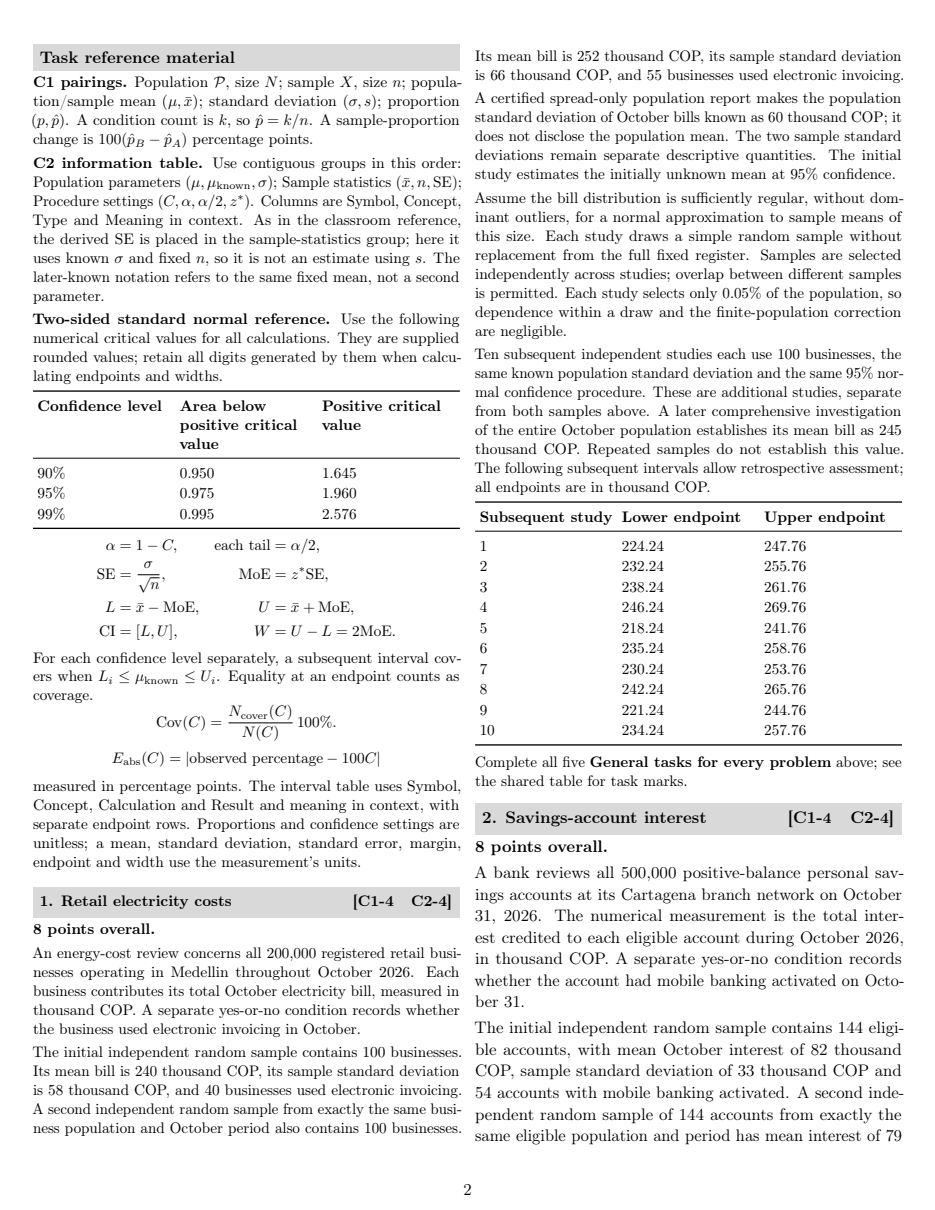 Task reference material
C1 pairings. Population 𝒫, size N; sample X, size n; popula-
tion/sample mean (μ, x̄); standard deviation (σ, s); proportion
(p, p̂). A condition count is k, so p̂ = k/n. A sample-proportion
change is 100(p̂_B − p̂_A) percentage points.
C2 information table. Use contiguous groups in this order:
Population parameters (μ, μ_known, σ); Sample statistics (x̄, n, SE);
Procedure settings (C, α, α/2, z*). Columns are Symbol, Concept,
Type and Meaning in context. As in the classroom reference,
the derived SE is placed in the sample-statistics group; here it
uses known σ and fixed n, so it is not an estimate using s. The
later-known notation refers to the same fixed mean, not a second
parameter.
Two-sided standard normal reference. Use the following
numerical critical values for all calculations. They are supplied
rounded values; retain all digits generated by them when calcu-
lating endpoints and widths.
Confidence level Area below positive critical value Positive critical value
90% 0.950 1.645
95% 0.975 1.960
99% 0.995 2.576
α = 1 − C, each tail = α/2,
SE = σ/√n, MoE = z*SE,
L = x̄ − MoE, U = x̄ + MoE,
CI = [L, U], W = U − L = 2MoE.
For each confidence level separately, a subsequent interval cov-
ers when L_i ≤ μ_known ≤ U_i. Equality at an endpoint counts as
coverage.
Cov(C) = N_cover(C)/N(C) 100%.
E_abs(C) = |observed percentage − 100C|
measured in percentage points. The interval table uses Symbol,
Concept, Calculation and Result and meaning in context, with
separate endpoint rows. Proportions and confidence settings are
unitless; a mean, standard deviation, standard error, margin,
endpoint and width use the measurement's units.
1. Retail electricity costs [C1-4 C2-4]
8 points overall.
An energy-cost review concerns all 200,000 registered retail busi-
nesses operating in Medellin throughout October 2026. Each
business contributes its total October electricity bill, measured in
thousand COP. A separate yes-or-no condition records whether
the business used electronic invoicing in October.
The initial independent random sample contains 100 businesses.
Its mean bill is 240 thousand COP, its sample standard deviation
is 58 thousand COP, and 40 businesses used electronic invoicing.
A second independent random sample from exactly the same busi-
ness population and October period also contains 100 businesses.
Its mean bill is 252 thousand COP, its sample standard deviation
is 66 thousand COP, and 55 businesses used electronic invoicing.
A certified spread-only population report makes the population
standard deviation of October bills known as 60 thousand COP; it
does not disclose the population mean. The two sample standard
deviations remain separate descriptive quantities. The initial
study estimates the initially unknown mean at 95% confidence.
Assume the bill distribution is sufficiently regular, without dom-
inant outliers, for a normal approximation to sample means of
this size. Each study draws a simple random sample without
replacement from the full fixed register. Samples are selected
independently across studies; overlap between different samples
is permitted. Each study selects only 0.05% of the population, so
dependence within a draw and the finite-population correction
are negligible.
Ten subsequent independent studies each use 100 businesses, the
same known population standard deviation and the same 95% nor-
mal confidence procedure. These are additional studies, separate
from both samples above. A later comprehensive investigation
of the entire October population establishes its mean bill as 245
thousand COP. Repeated samples do not establish this value.
The following subsequent intervals allow retrospective assessment;
all endpoints are in thousand COP.
Subsequent study Lower endpoint Upper endpoint
1 224.24 247.76
2 232.24 255.76
3 238.24 261.76
4 246.24 269.76
5 218.24 241.76
6 235.24 258.76
7 230.24 253.76
8 242.24 265.76
9 221.24 244.76
10 234.24 257.76
Complete all five General tasks for every problem above; see
the shared table for task marks.
2. Savings-account interest [C1-4 C2-4]
8 points overall.
A bank reviews all 500,000 positive-balance personal sav-
ings accounts at its Cartagena branch network on October
31, 2026. The numerical measurement is the total inter-
est credited to each eligible account during October 2026,
in thousand COP. A separate yes-or-no condition records
whether the account had mobile banking activated on Octo-
ber 31.
The initial independent random sample contains 144 eligi-
ble accounts, with mean October interest of 82 thousand
COP, sample standard deviation of 33 thousand COP and
54 accounts with mobile banking activated. A second inde-
pendent random sample of 144 accounts from exactly the
same eligible population and period has mean interest of 79
2